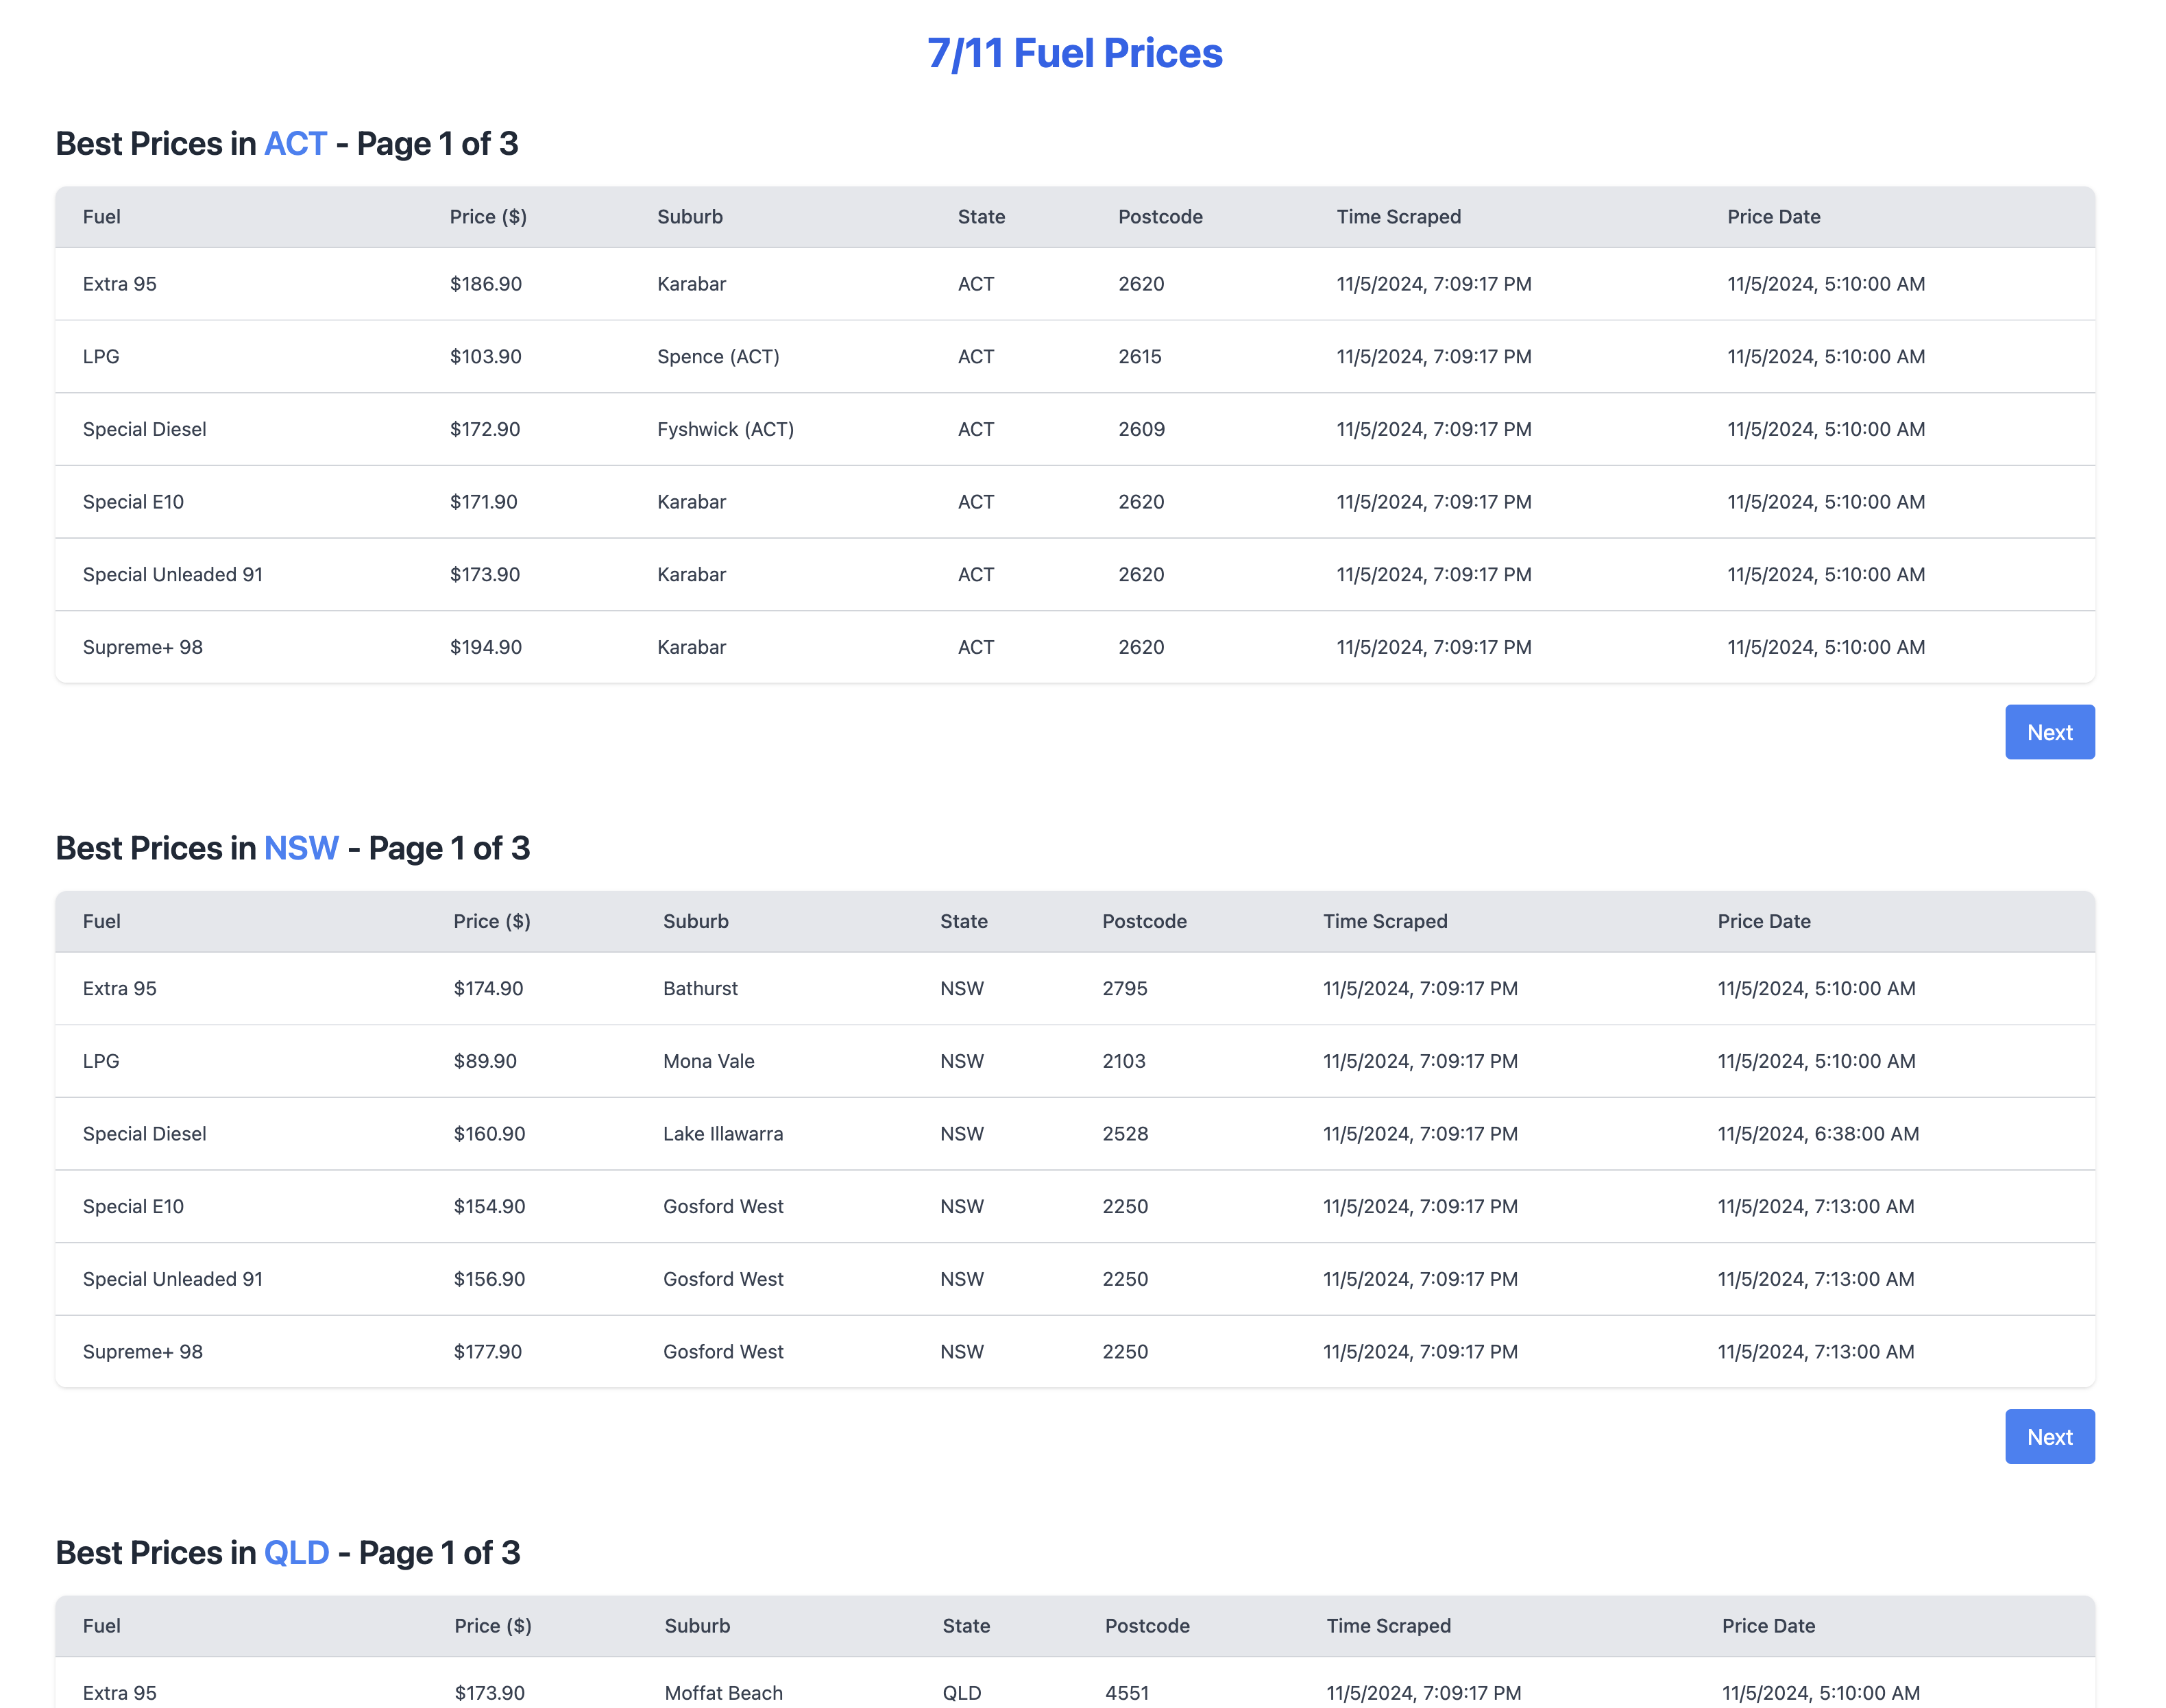 7/11 Fuel Prices
Best Prices in ACT - Page 1 of 3
Fuel Price ($) Suburb State Postcode Time Scraped Price Date
Extra 95 $186.90 Karabar ACT 2620 11/5/2024, 7:09:17 PM 11/5/2024, 5:10:00 AM
LPG $103.90 Spence (ACT) ACT 2615 11/5/2024, 7:09:17 PM 11/5/2024, 5:10:00 AM
Special Diesel $172.90 Fyshwick (ACT) ACT 2609 11/5/2024, 7:09:17 PM 11/5/2024, 5:10:00 AM
Special E10 $171.90 Karabar ACT 2620 11/5/2024, 7:09:17 PM 11/5/2024, 5:10:00 AM
Special Unleaded 91 $173.90 Karabar ACT 2620 11/5/2024, 7:09:17 PM 11/5/2024, 5:10:00 AM
Supreme+ 98 $194.90 Karabar ACT 2620 11/5/2024, 7:09:17 PM 11/5/2024, 5:10:00 AM
Next
Best Prices in NSW - Page 1 of 3
Fuel Price ($) Suburb State Postcode Time Scraped Price Date
Extra 95 $174.90 Bathurst NSW 2795 11/5/2024, 7:09:17 PM 11/5/2024, 5:10:00 AM
LPG $89.90 Mona Vale NSW 2103 11/5/2024, 7:09:17 PM 11/5/2024, 5:10:00 AM
Special Diesel $160.90 Lake Illawarra NSW 2528 11/5/2024, 7:09:17 PM 11/5/2024, 6:38:00 AM
Special E10 $154.90 Gosford West NSW 2250 11/5/2024, 7:09:17 PM 11/5/2024, 7:13:00 AM
Special Unleaded 91 $156.90 Gosford West NSW 2250 11/5/2024, 7:09:17 PM 11/5/2024, 7:13:00 AM
Supreme+ 98 $177.90 Gosford West NSW 2250 11/5/2024, 7:09:17 PM 11/5/2024, 7:13:00 AM
Next
Best Prices in QLD - Page 1 of 3
Fuel Price ($) Suburb State Postcode Time Scraped Price Date
Extra 95 $173.90 Moffat Beach QLD 4551 11/5/2024, 7:09:17 PM 11/5/2024, 5:10:00 AM